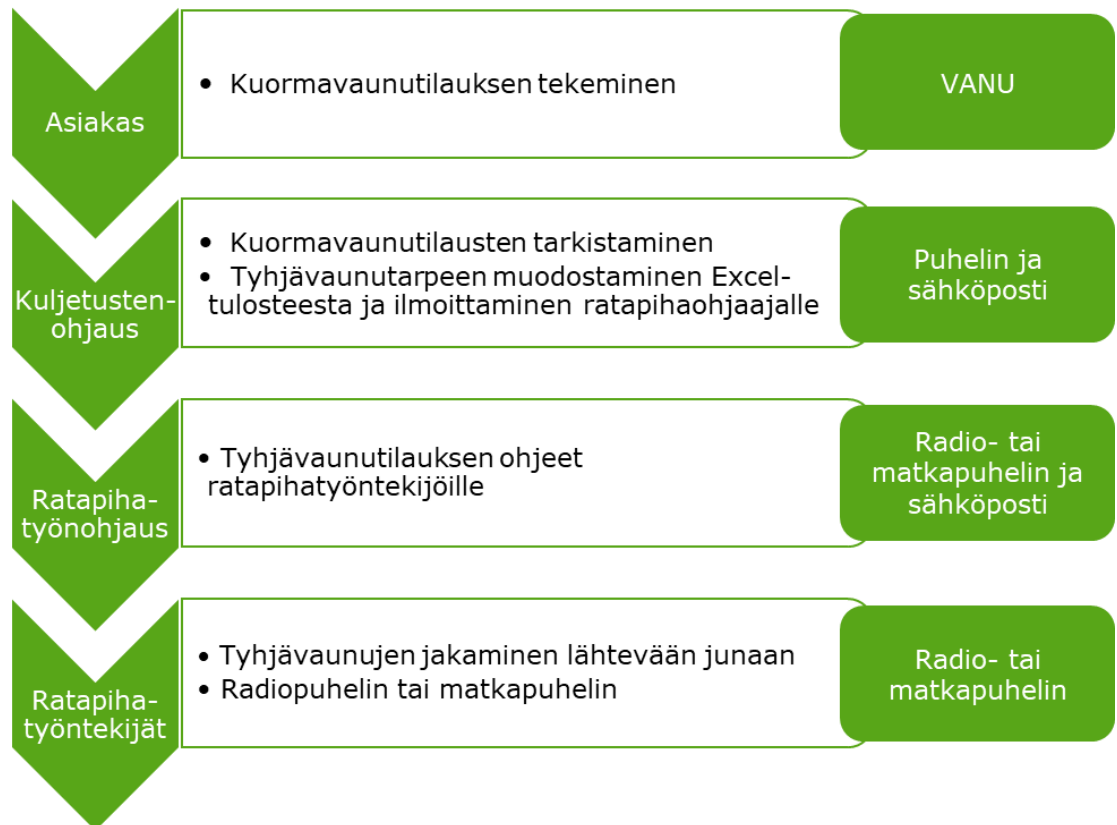 Asiakas
• Kuormavaunutilauksen tekeminen
VANU
Kuljetusten-
ohjaus
• Kuormavaunutilausten tarkistaminen
• Tyhjävaunutarpeen muodostaminen Excel-
tulosteesta ja ilmoittaminen ratapihaohjaajalle
Puhelin ja
sähköposti
Ratapiha-
työnohjaus
• Tyhjävaunutilauksen ohjeet
ratapihatyöntekijöille
Radio- tai
matkapuhelin ja
sähköposti
Ratapiha-
työntekijät
• Tyhjävaunujen jakaminen lähtevään junaan
• Radiopuhelin tai matkapuhelin
Radio- tai
matkapuhelin